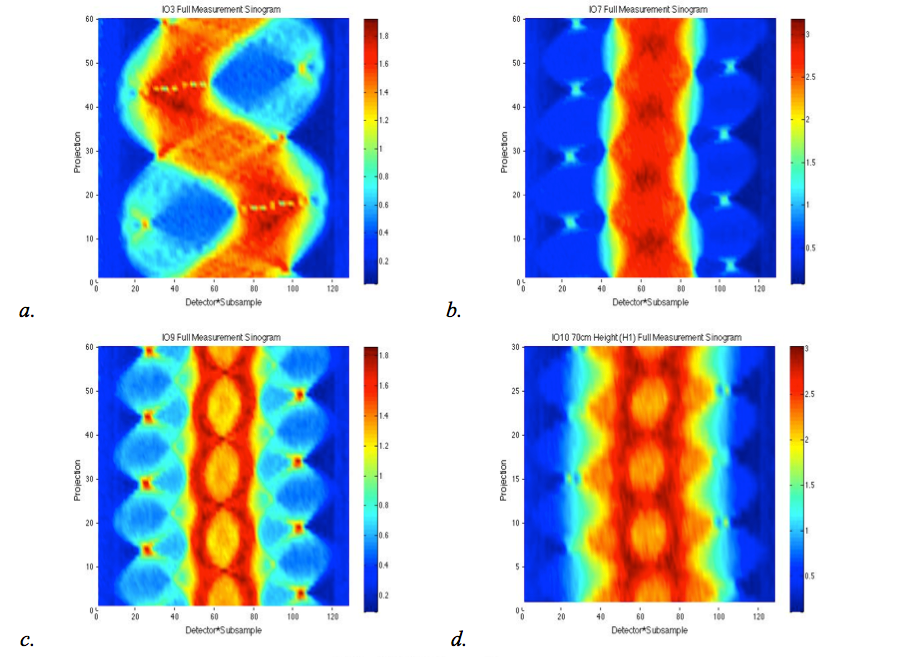 IO3 Full Measurement Sinogram
60
50
40
30
20
10
0
Projection
0 20 40 60 80 100 120
Detector*Subsample
1.8
1.6
1.4
1.2
1
0.8
0.6
0.4
0.2
a.
IO7 Full Measurement Sinogram
60
50
40
30
20
10
0
Projection
0 20 40 60 80 100 120
Detector*Subsample
3
2.5
2
1.5
1
0.5
b.
IO9 Full Measurement Sinogram
60
50
40
30
20
10
0
Projection
0 20 40 60 80 100 120
Detector*Subsample
1.8
1.6
1.4
1.2
1
0.8
0.6
0.4
0.2
c.
IO10 70cm Height (H1) Full Measurement Sinogram
30
25
20
15
10
5
0
Projection
0 20 40 60 80 100 120
Detector*Subsample
3
2.5
2
1.5
1
0.5
d.